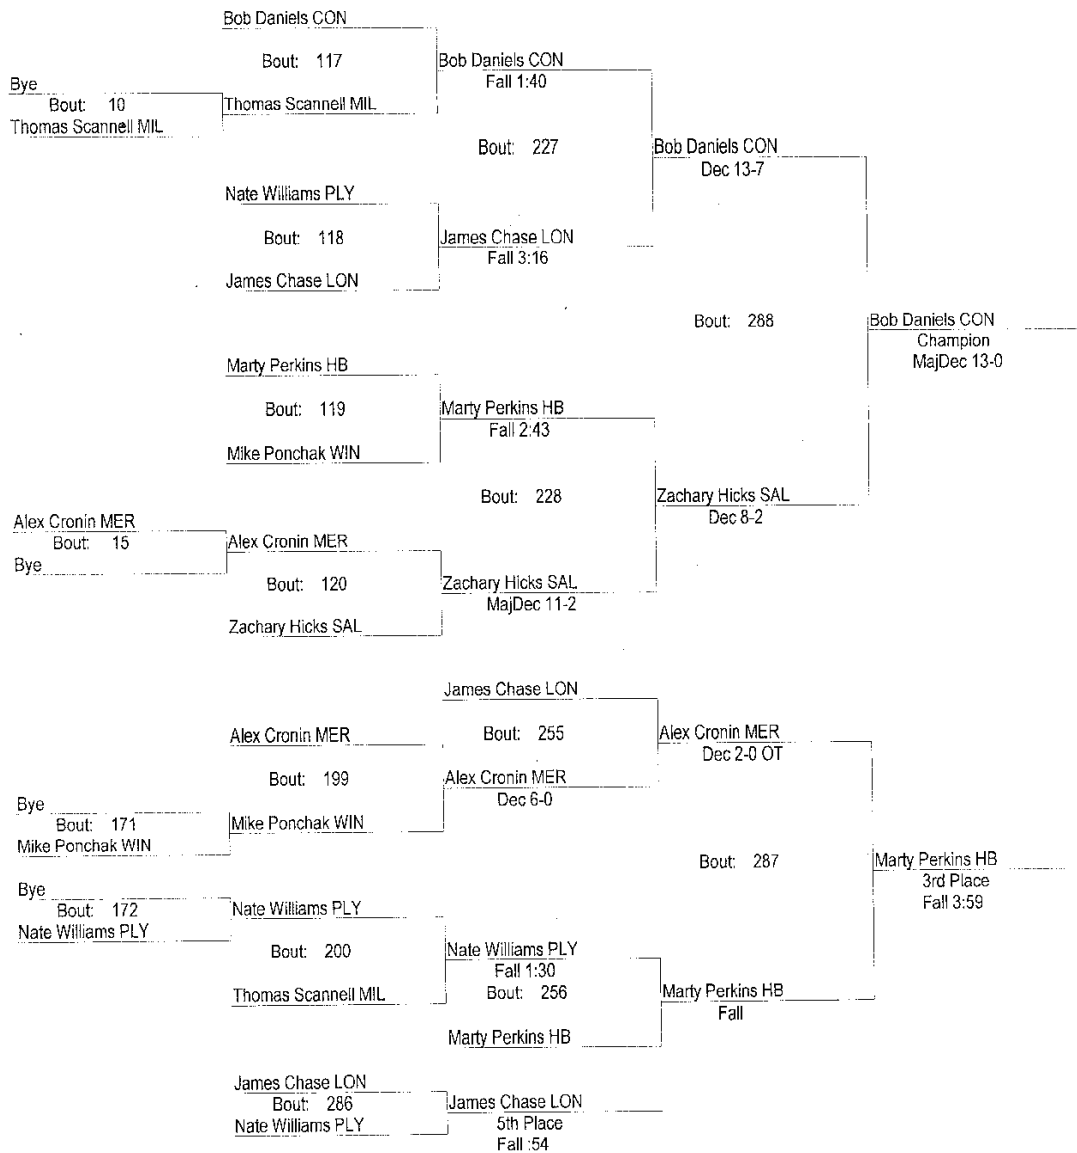 Bob Daniels CON
Bout: 117
Bob Daniels CON
Fall 1:40
Bye
Bout: 10
Thomas Scannell MIL
Thomas Scannell MIL
Bout: 227
Bob Daniels CON
Dec 13-7
Nate Williams PLY
Bout: 118
James Chase LON
Fall 3:16
James Chase LON
Bout: 288
Bob Daniels CON
Champion
MajDec 13-0
Marty Perkins HB
Bout: 119
Marty Perkins HB
Fall 2:43
Mike Ponchak WIN
Bout: 228
Zachary Hicks SAL
Dec 8-2
Alex Cronin MER
Bout: 15
Bye
Alex Cronin MER
Bout: 120
Zachary Hicks SAL
MajDec 11-2
Zachary Hicks SAL
James Chase LON
Bout: 255
Alex Cronin MER
Dec 2-0 OT
Alex Cronin MER
Bout: 199
Alex Cronin MER
Dec 6-0
Bye
Bout: 171
Mike Ponchak WIN
Mike Ponchak WIN
Bout: 287
Marty Perkins HB
3rd Place
Fall 3:59
Bye
Bout: 172
Nate Williams PLY
Nate Williams PLY
Bout: 200
Nate Williams PLY
Fall 1:30
Bout: 256
Thomas Scannell MIL
Marty Perkins HB
Fall
Marty Perkins HB
James Chase LON
Bout: 286
Nate Williams PLY
James Chase LON
5th Place
Fall :54